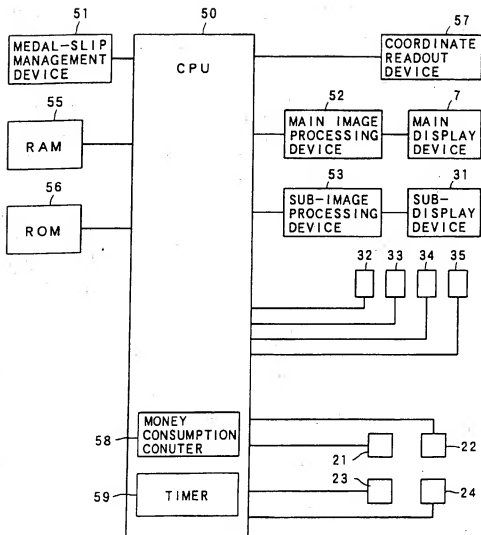 51
MEDAL-SLIP
MANAGEMENT
DEVICE
50
CPU
57
COORDINATE
READOUT
DEVICE
55
RAM
52
MAIN IMAGE
PROCESSING
DEVICE
7
MAIN
DISPLAY
DEVICE
56
ROM
53
SUB-IMAGE
PROCESSING
DEVICE
31
SUB-
DISPLAY
DEVICE
32 33 34 35
58
MONEY
CONSUMPTION
CONUTER
21
22
59
TIMER
23
24